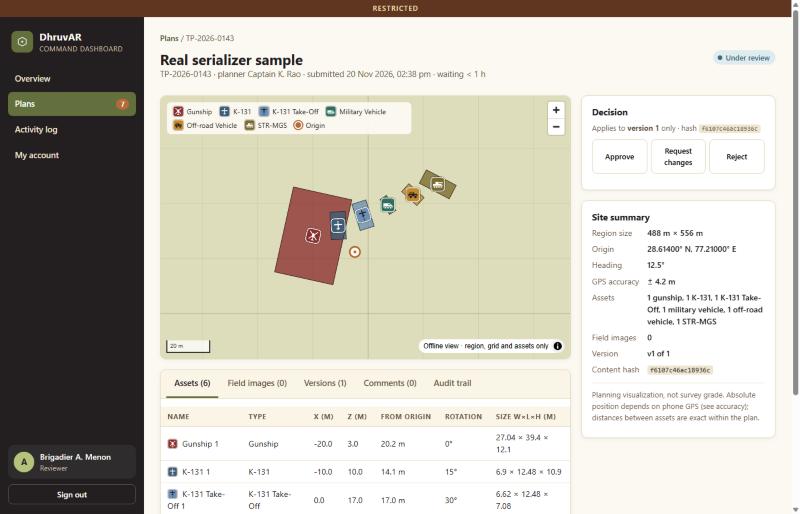 RESTRICTED
DhruvAR
COMMAND DASHBOARD
Overview
Plans 7
Activity log
My account
A Brigadier A. Menon
Reviewer
Sign out
Plans / TP-2026-0143
Real serializer sample
TP-2026-0143 · planner Captain K. Rao · submitted 20 Nov 2026, 02:38 pm · waiting < 1 h
Under review
Gunship K-131 K-131 Take-Off Military Vehicle
Off-road Vehicle STR-MGS Origin
+
−
20 m
Offline view · region, grid and assets only
Decision
Applies to version 1 only · hash f6107c46ac18936c
Approve
Request changes
Reject
Site summary
Region size 488 m × 556 m
Origin 28.61400° N, 77.21000° E
Heading 12.5°
GPS accuracy ± 4.2 m
Assets 1 gunship, 1 K-131, 1 K-131 Take-
Off, 1 military vehicle, 1 off-road
vehicle, 1 STR-MGS
Field images 0
Version v1 of 1
Content hash f6107c46ac18936c
Planning visualization, not survey grade. Absolute
position depends on phone GPS (see accuracy);
distances between assets are exact within the plan.
Assets (6) Field images (0) Versions (1) Comments (0) Audit trail
NAME TYPE X (M) Z (M) FROM ORIGIN ROTATION SIZE W×L×H (M)
Gunship 1 Gunship -20.0 3.0 20.2 m 0° 27.04 × 39.4 ×
12.1
K-131 1 K-131 -10.0 10.0 14.1 m 15° 6.9 × 12.48 × 10.9
K-131 Take- K-131 Take- 0.0 17.0 17.0 m 30° 6.62 × 12.48 ×
Off 1 Off 7.08